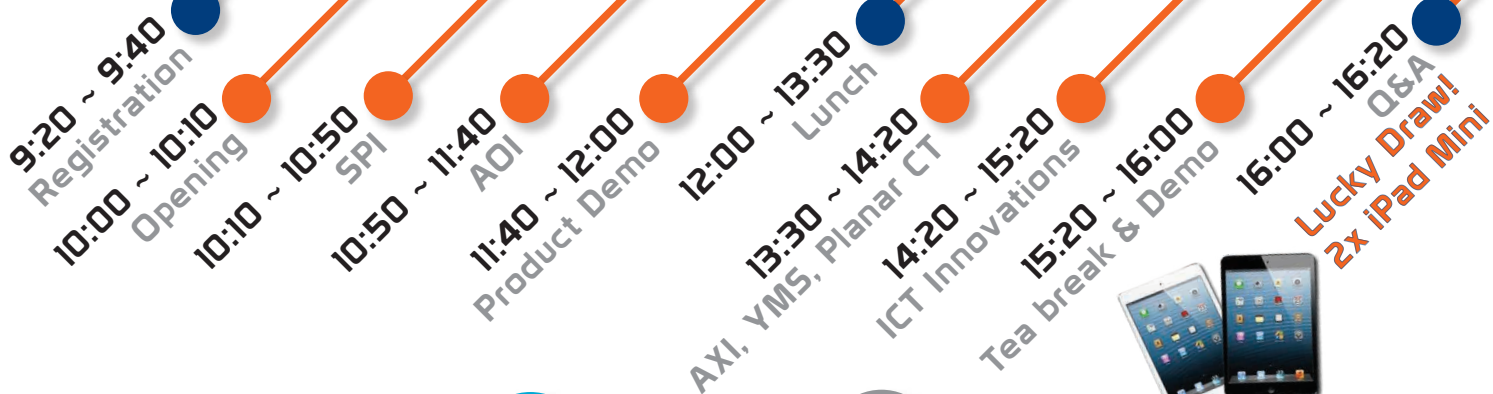 9:20 ~ 9:40
Registration
10:00 ~ 10:10
Opening
10:10 ~ 10:50
SPI
10:50 ~ 11:40
AOI
11:40 ~ 12:00
Product Demo
12:00 ~ 13:30
Lunch
13:30 ~ 14:20
AXI, YMS, Planar CT
14:20 ~ 15:20
ICT Innovations
15:20 ~ 16:00
Tea break & Demo
16:00 ~ 16:20
Q&A
Lucky Draw!
2x iPad Mini